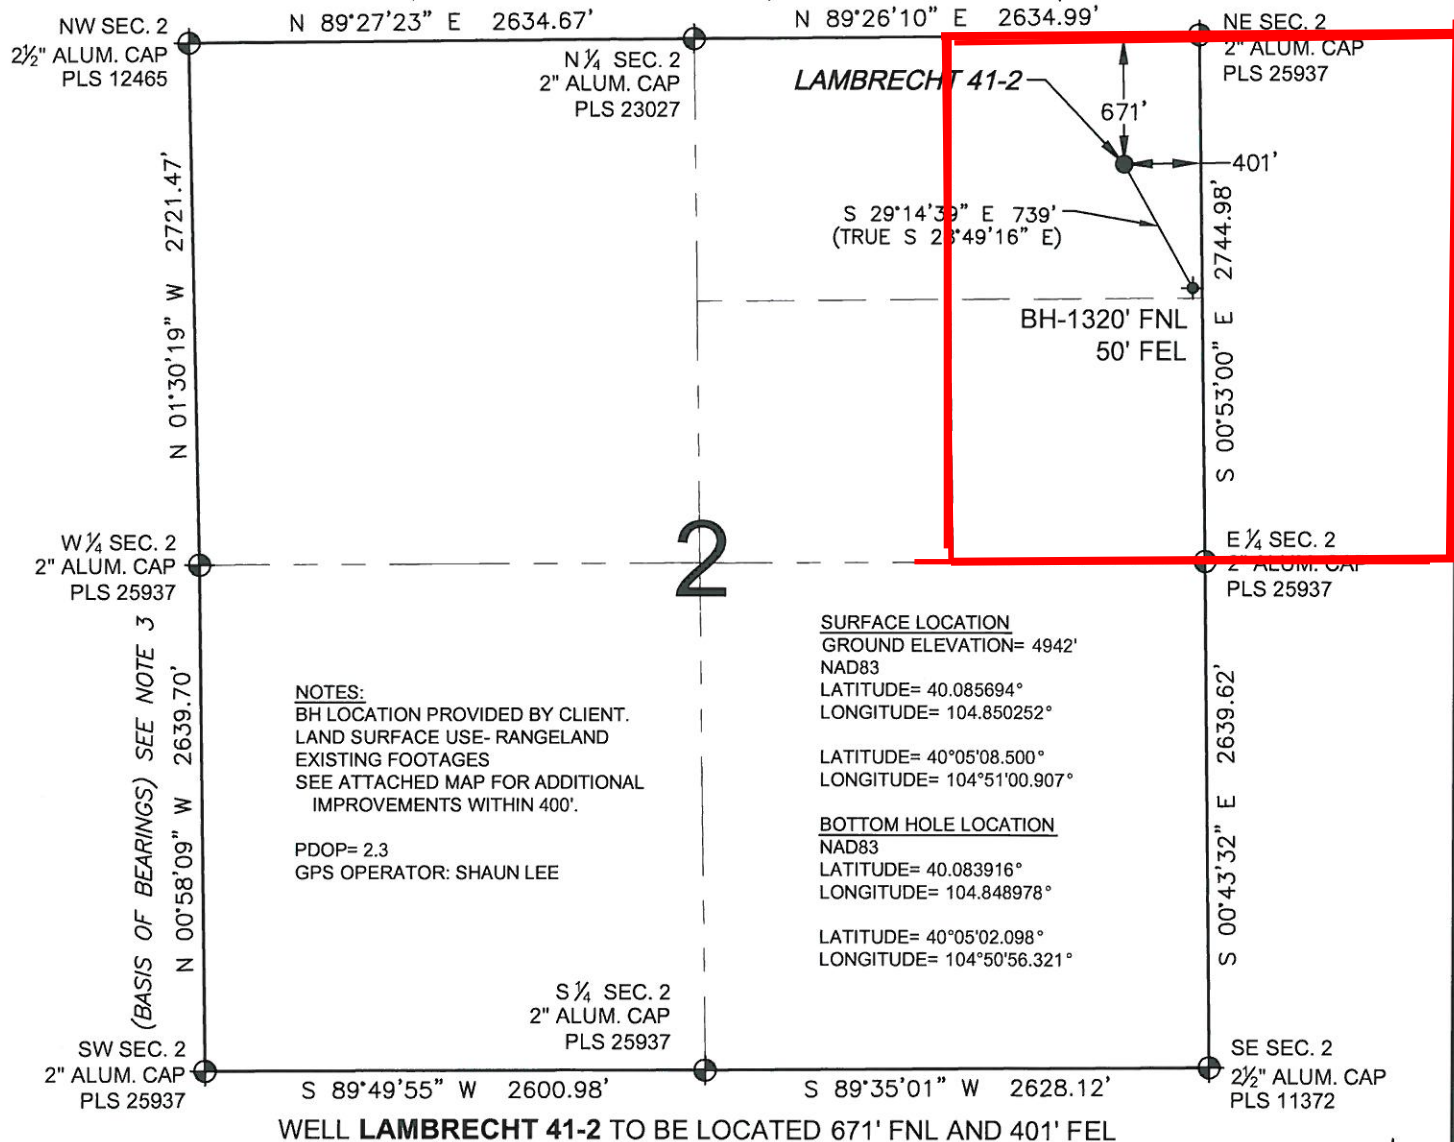 N 89°27'23" E 2634.67'
N 89°26'10" E 2634.99'
NW SEC. 2
2½" ALUM. CAP
PLS 12465
N ¼ SEC. 2
2" ALUM. CAP
PLS 23027
NE SEC. 2
2" ALUM. CAP
PLS 25937
LAMBRECHT 41-2
671'
401'
S 29°14'39" E 739'
(TRUE S 28°49'16" E)
BH-1320' FNL
50' FEL
N 01°30'19" W 2721.47'
S 00°53'00" E 2744.98'
W ¼ SEC. 2
2" ALUM. CAP
PLS 25937
2
E ¼ SEC. 2
2" ALUM. CAP
PLS 25937
(BASIS OF BEARINGS) SEE NOTE 3
N 00°58'09" W 2639.70'
NOTES:
BH LOCATION PROVIDED BY CLIENT.
LAND SURFACE USE- RANGELAND
EXISTING FOOTAGES
SEE ATTACHED MAP FOR ADDITIONAL
IMPROVEMENTS WITHIN 400'.
PDOP= 2.3
GPS OPERATOR: SHAUN LEE
SURFACE LOCATION
GROUND ELEVATION= 4942'
NAD83
LATITUDE= 40.085694°
LONGITUDE= 104.850252°
LATITUDE= 40°05'08.500°
LONGITUDE= 104°51'00.907°
BOTTOM HOLE LOCATION
NAD83
LATITUDE= 40.083916°
LONGITUDE= 104.848978°
LATITUDE= 40°05'02.098°
LONGITUDE= 104°50'56.321°
S 00°43'32" E 2639.62'
S ¼ SEC. 2
2" ALUM. CAP
PLS 25937
SW SEC. 2
2" ALUM. CAP
PLS 25937
SE SEC. 2
2½" ALUM. CAP
PLS 11372
S 89°49'55" W 2600.98'
S 89°35'01" W 2628.12'
WELL LAMBRECHT 41-2 TO BE LOCATED 671' FNL AND 401' FEL